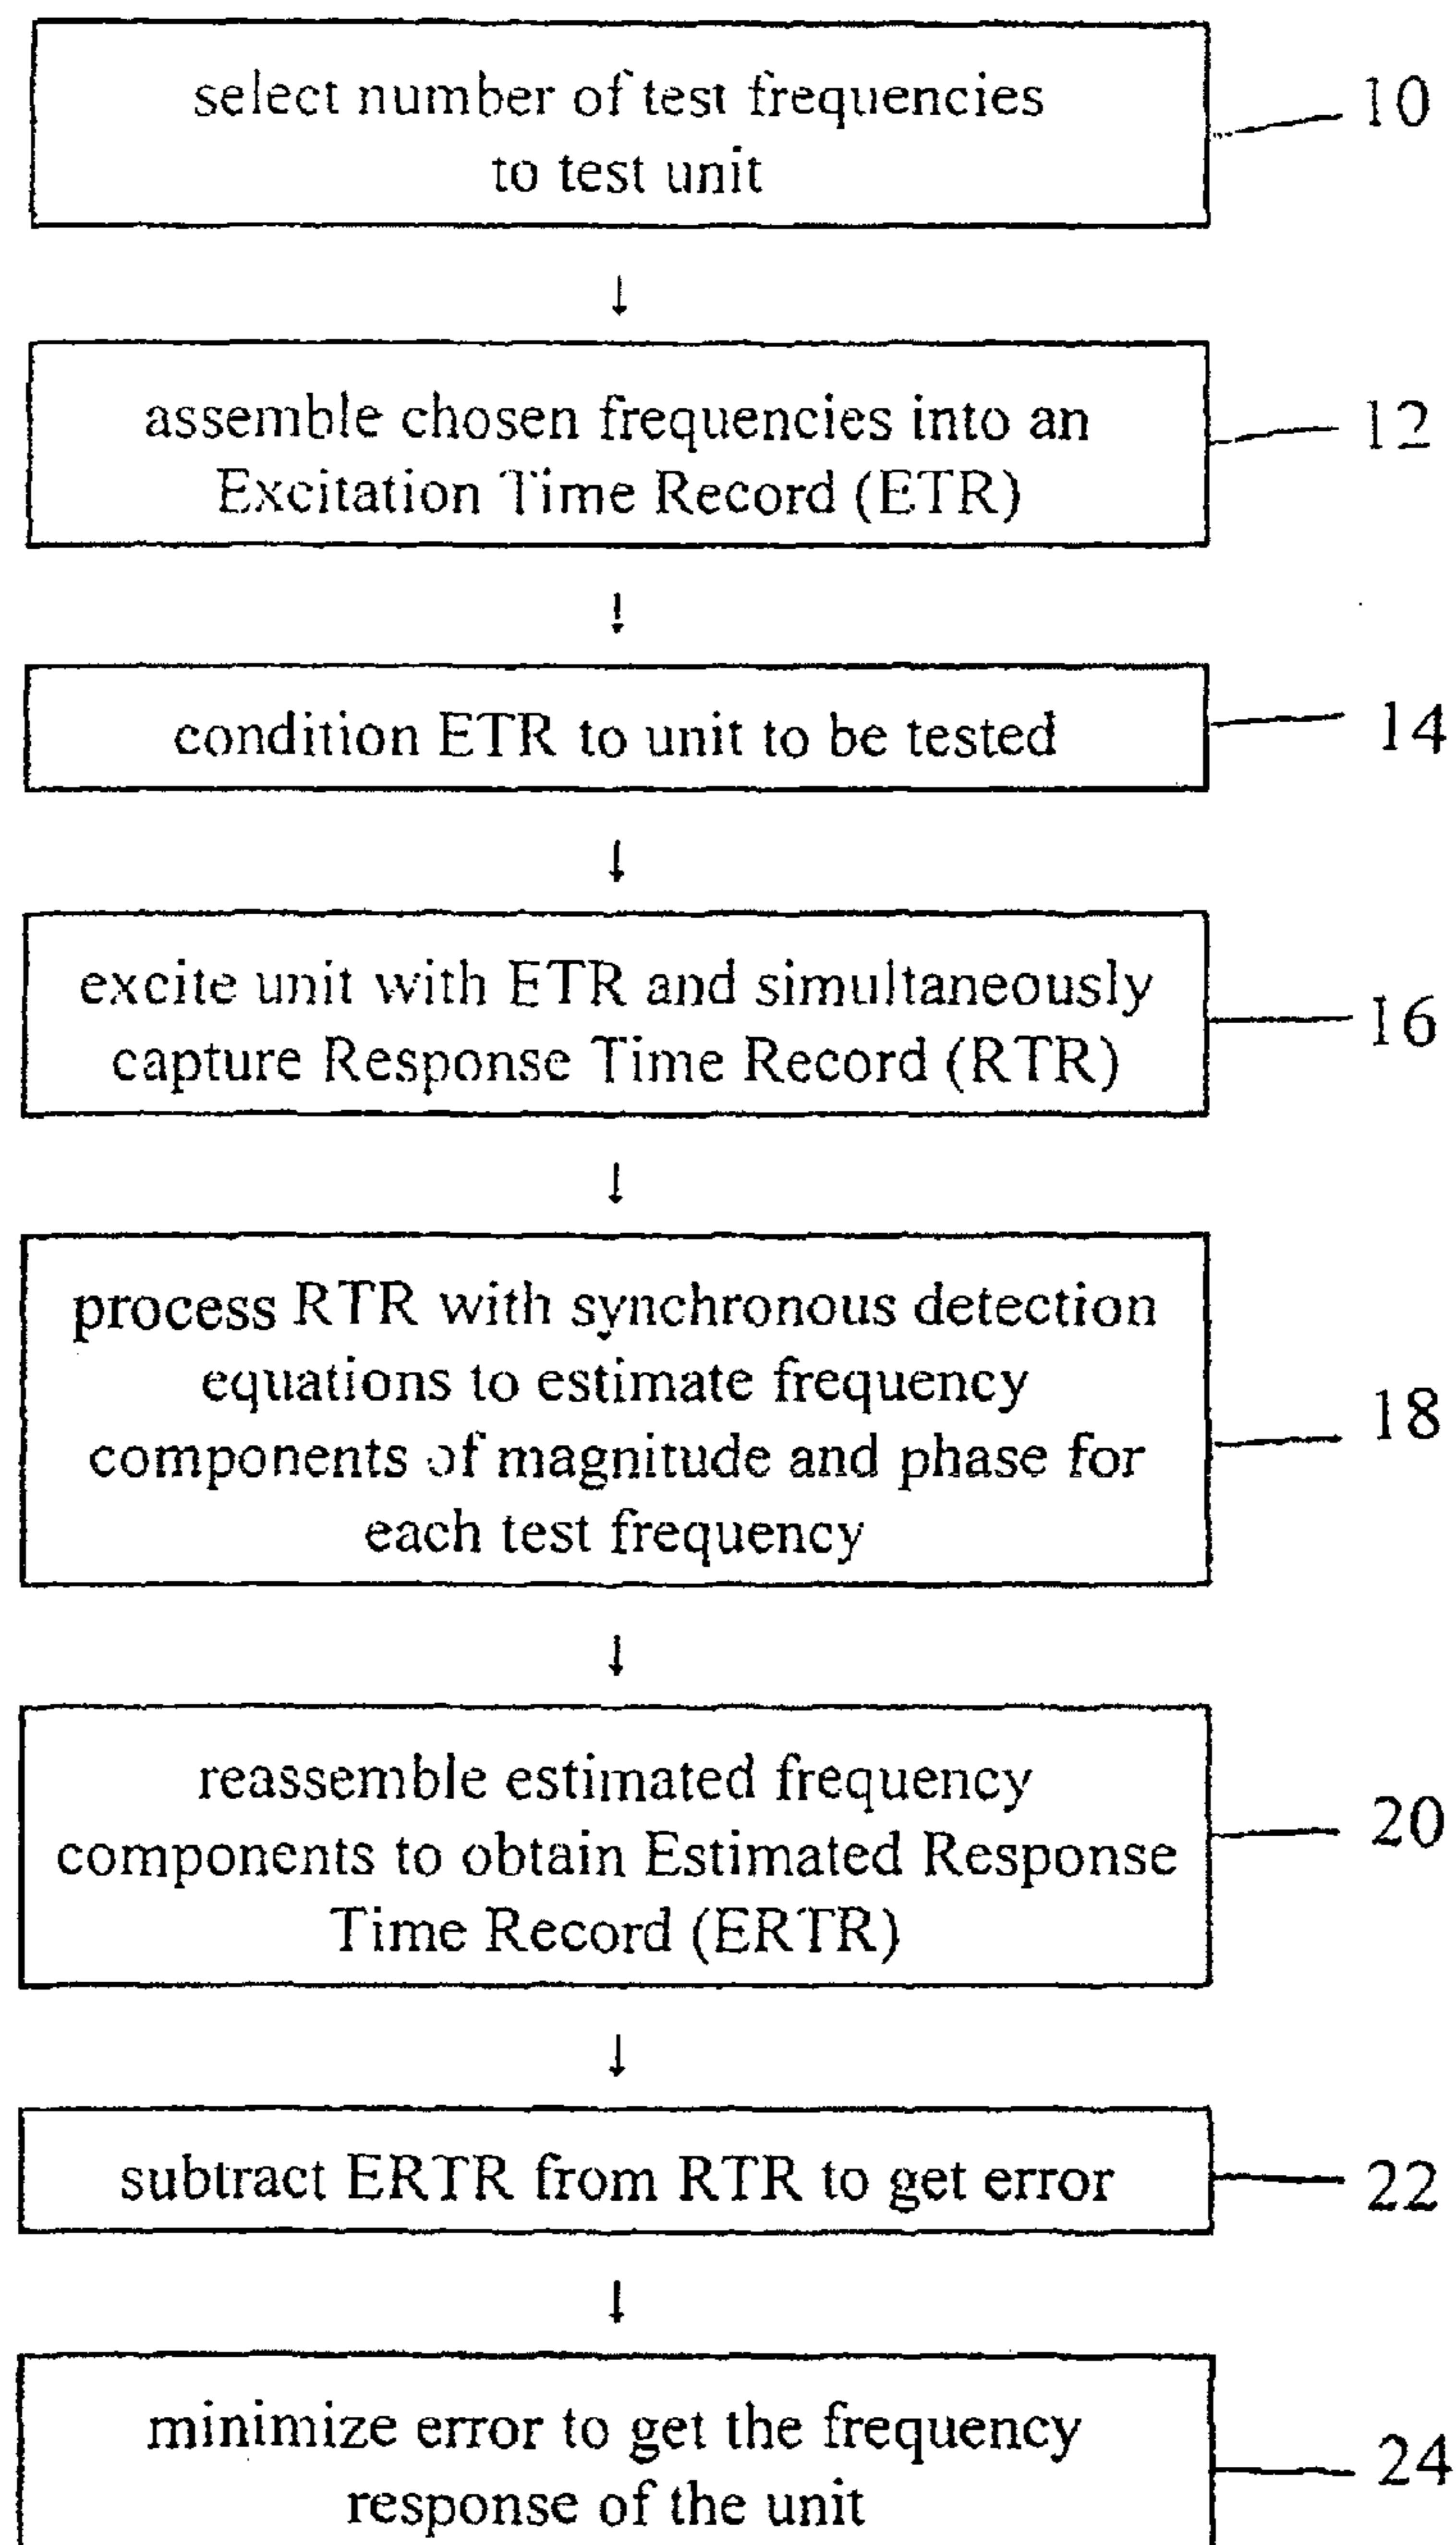 select number of test frequencies
to test unit
10
assemble chosen frequencies into an
Excitation Time Record (ETR)
12
condition ETR to unit to be tested
14
excite unit with ETR and simultaneously
capture Response Time Record (RTR)
16
process RTR with synchronous detection
equations to estimate frequency
components of magnitude and phase for
each test frequency
18
reassemble estimated frequency
components to obtain Estimated Response
Time Record (ERTR)
20
subtract ERTR from RTR to get error
22
minimize error to get the frequency
response of the unit
24